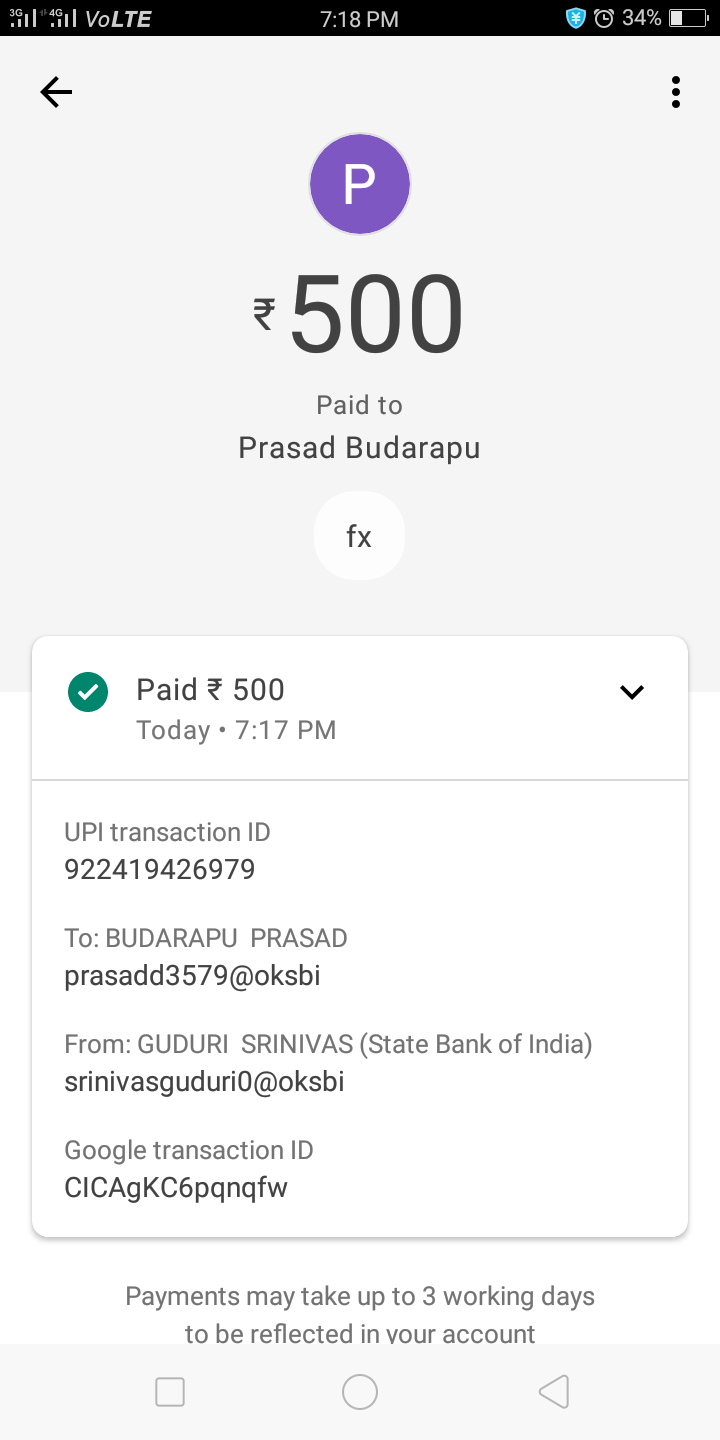 3G 4G VoLTE 7:18 PM 34%
P
₹500
Paid to
Prasad Budarapu
fx
Paid ₹ 500
Today • 7:17 PM
UPI transaction ID
922419426979
To: BUDARAPU  PRASAD
prasadd3579@oksbi
From: GUDURI  SRINIVAS (State Bank of India)
srinivasguduri0@oksbi
Google transaction ID
CICAgKC6pqnqfw
Payments may take up to 3 working days
to be reflected in your account